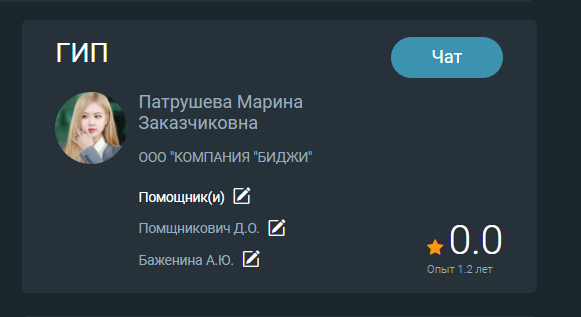 ГИП
Чат
Патрушева Марина
Заказчиковна
ООО "КОМПАНИЯ "БИДЖИ"
Помощник(и)
Помщникович Д.О.
Баженина А.Ю.
0.0
Опыт 1.2 лет